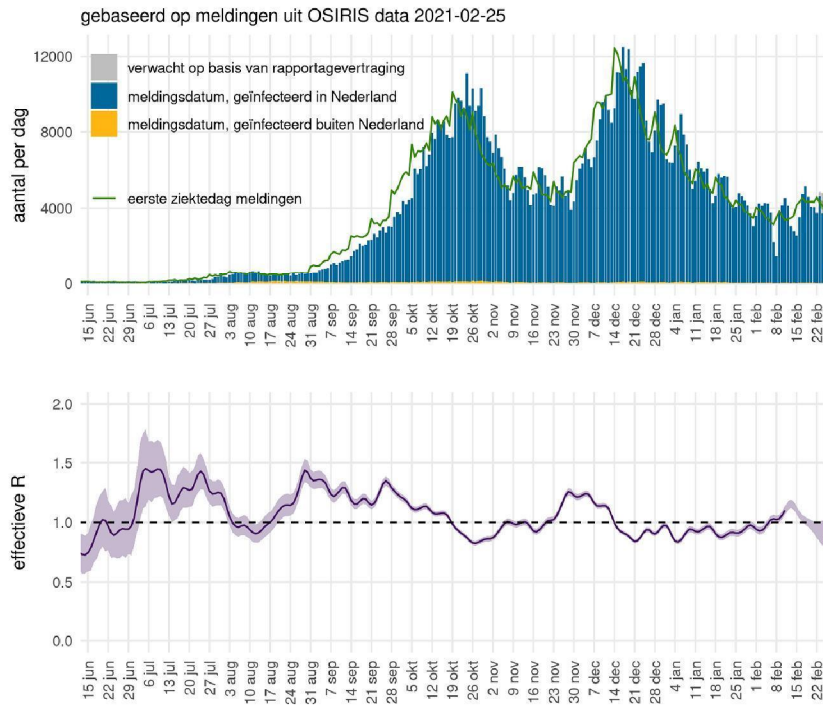 gebaseerd op meldingen uit OSIRIS data 2021-02-25
12000
8000
4000
0
aantal per dag
verwacht op basis van rapportagevertraging
meldingsdatum, geïnfecteerd in Nederland
meldingsdatum, geïnfecteerd buiten Nederland
eerste ziektedag meldingen
15 jun
22 jun
29 jun
6 jul
13 jul
20 jul
27 jul
3 aug
10 aug
17 aug
24 aug
31 aug
7 sep
14 sep
21 sep
28 sep
5 okt
12 okt
19 okt
26 okt
2 nov
9 nov
16 nov
23 nov
30 nov
7 dec
14 dec
21 dec
28 dec
4 jan
11 jan
18 jan
25 jan
1 feb
8 feb
15 feb
22 feb
2.0
1.5
1.0
0.5
0.0
effectieve R
15 jun
22 jun
29 jun
6 jul
13 jul
20 jul
27 jul
3 aug
10 aug
17 aug
24 aug
31 aug
7 sep
14 sep
21 sep
28 sep
5 okt
12 okt
19 okt
26 okt
2 nov
9 nov
16 nov
23 nov
30 nov
7 dec
14 dec
21 dec
28 dec
4 jan
11 jan
18 jan
25 jan
1 feb
8 feb
15 feb
22 feb